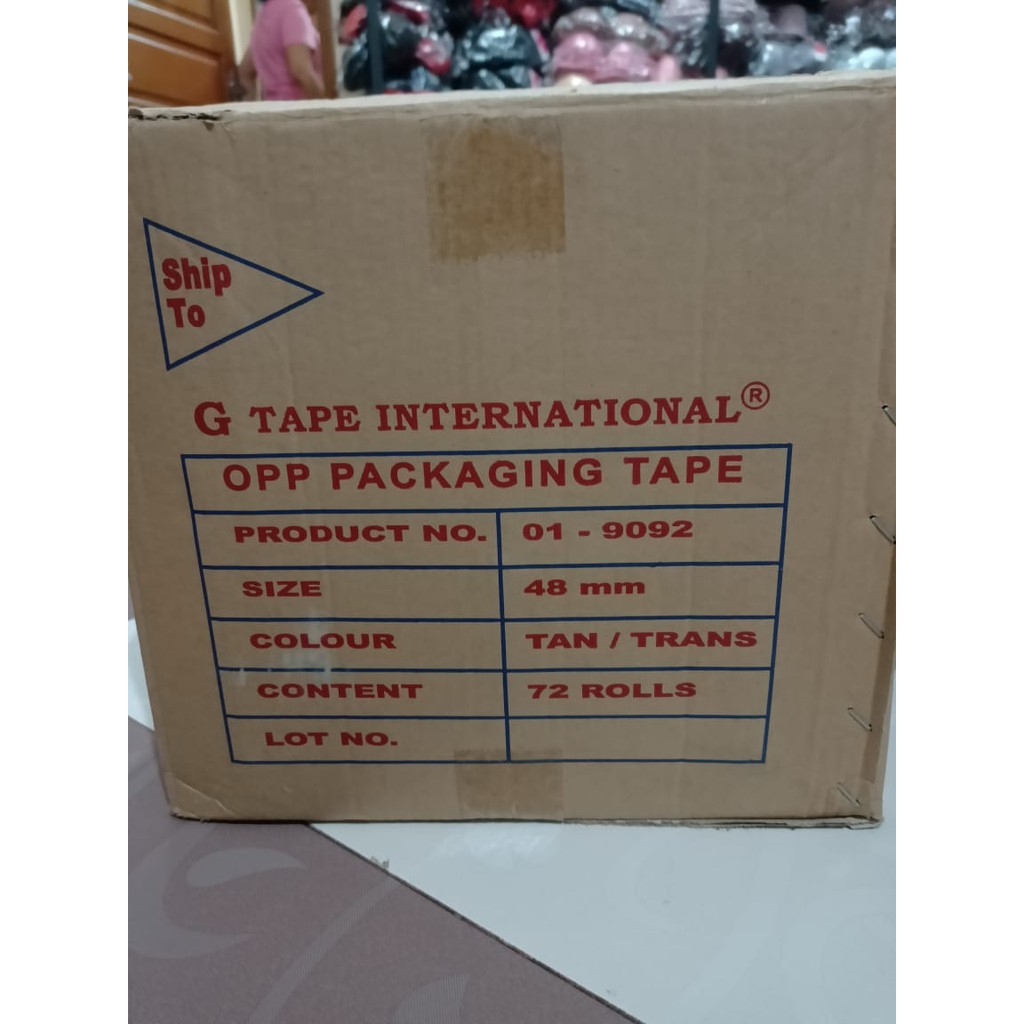 Ship
To
G TAPE INTERNATIONAL®
OPP PACKAGING TAPE
PRODUCT NO. 01 - 9092
SIZE 48 mm
COLOUR TAN / TRANS
CONTENT 72 ROLLS
LOT NO.